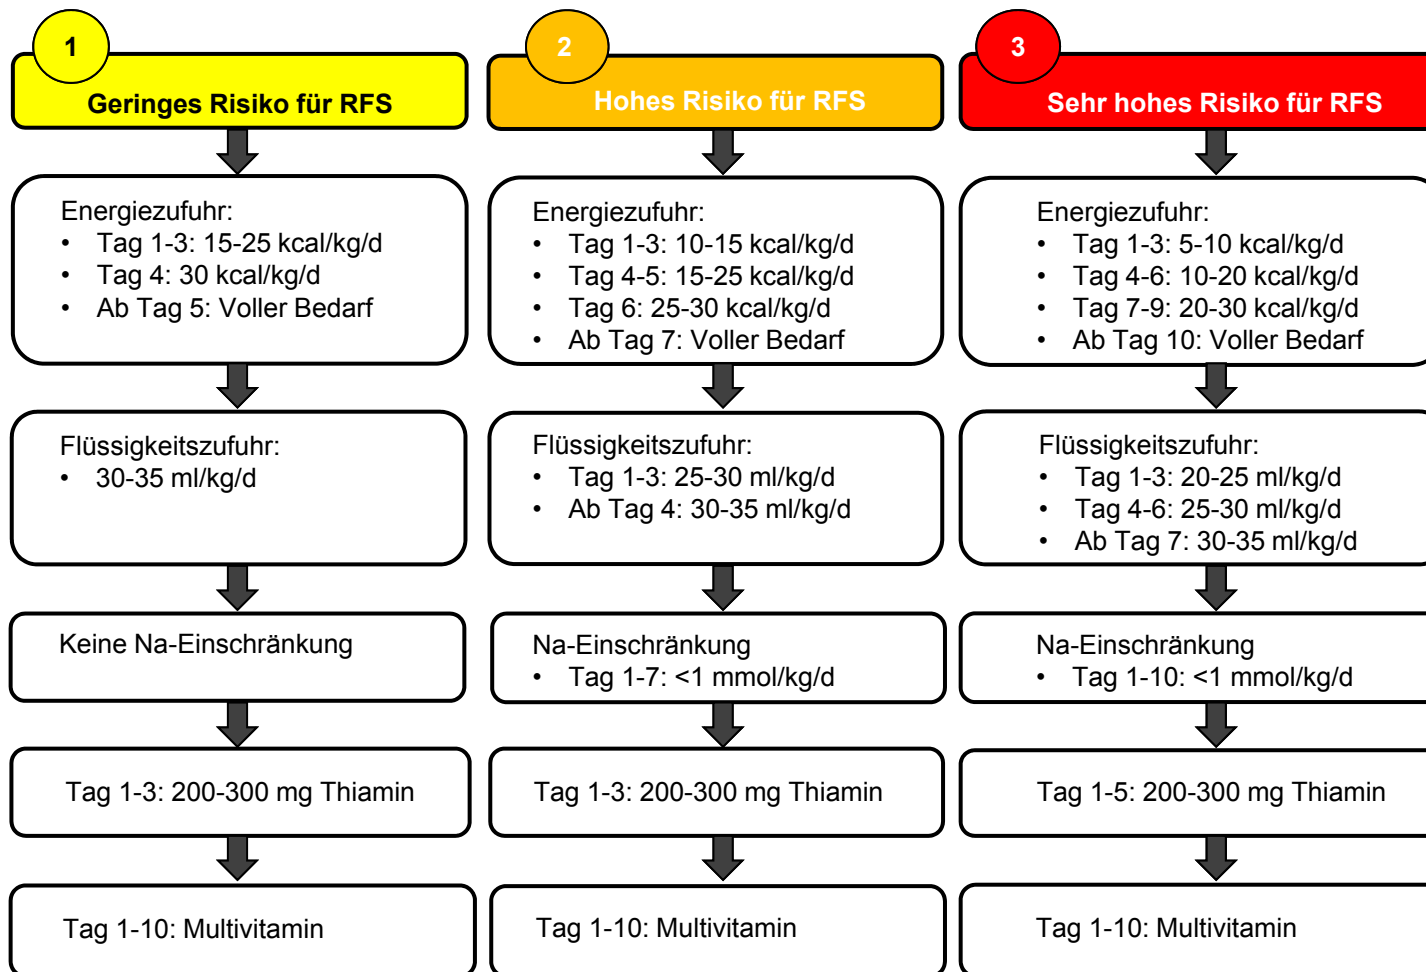 1
Geringes Risiko für RFS
Energiezufuhr:
• Tag 1-3: 15-25 kcal/kg/d
• Tag 4: 30 kcal/kg/d
• Ab Tag 5: Voller Bedarf
Flüssigkeitszufuhr:
• 30-35 ml/kg/d
Keine Na-Einschränkung
Tag 1-3: 200-300 mg Thiamin
Tag 1-10: Multivitamin
2
Hohes Risiko für RFS
Energiezufuhr:
• Tag 1-3: 10-15 kcal/kg/d
• Tag 4-5: 15-25 kcal/kg/d
• Tag 6: 25-30 kcal/kg/d
• Ab Tag 7: Voller Bedarf
Flüssigkeitszufuhr:
• Tag 1-3: 25-30 ml/kg/d
• Ab Tag 4: 30-35 ml/kg/d
Na-Einschränkung
• Tag 1-7: <1 mmol/kg/d
Tag 1-3: 200-300 mg Thiamin
Tag 1-10: Multivitamin
3
Sehr hohes Risiko für RFS
Energiezufuhr:
• Tag 1-3: 5-10 kcal/kg/d
• Tag 4-6: 10-20 kcal/kg/d
• Tag 7-9: 20-30 kcal/kg/d
• Ab Tag 10: Voller Bedarf
Flüssigkeitszufuhr:
• Tag 1-3: 20-25 ml/kg/d
• Tag 4-6: 25-30 ml/kg/d
• Ab Tag 7: 30-35 ml/kg/d
Na-Einschränkung
• Tag 1-10: <1 mmol/kg/d
Tag 1-5: 200-300 mg Thiamin
Tag 1-10: Multivitamin